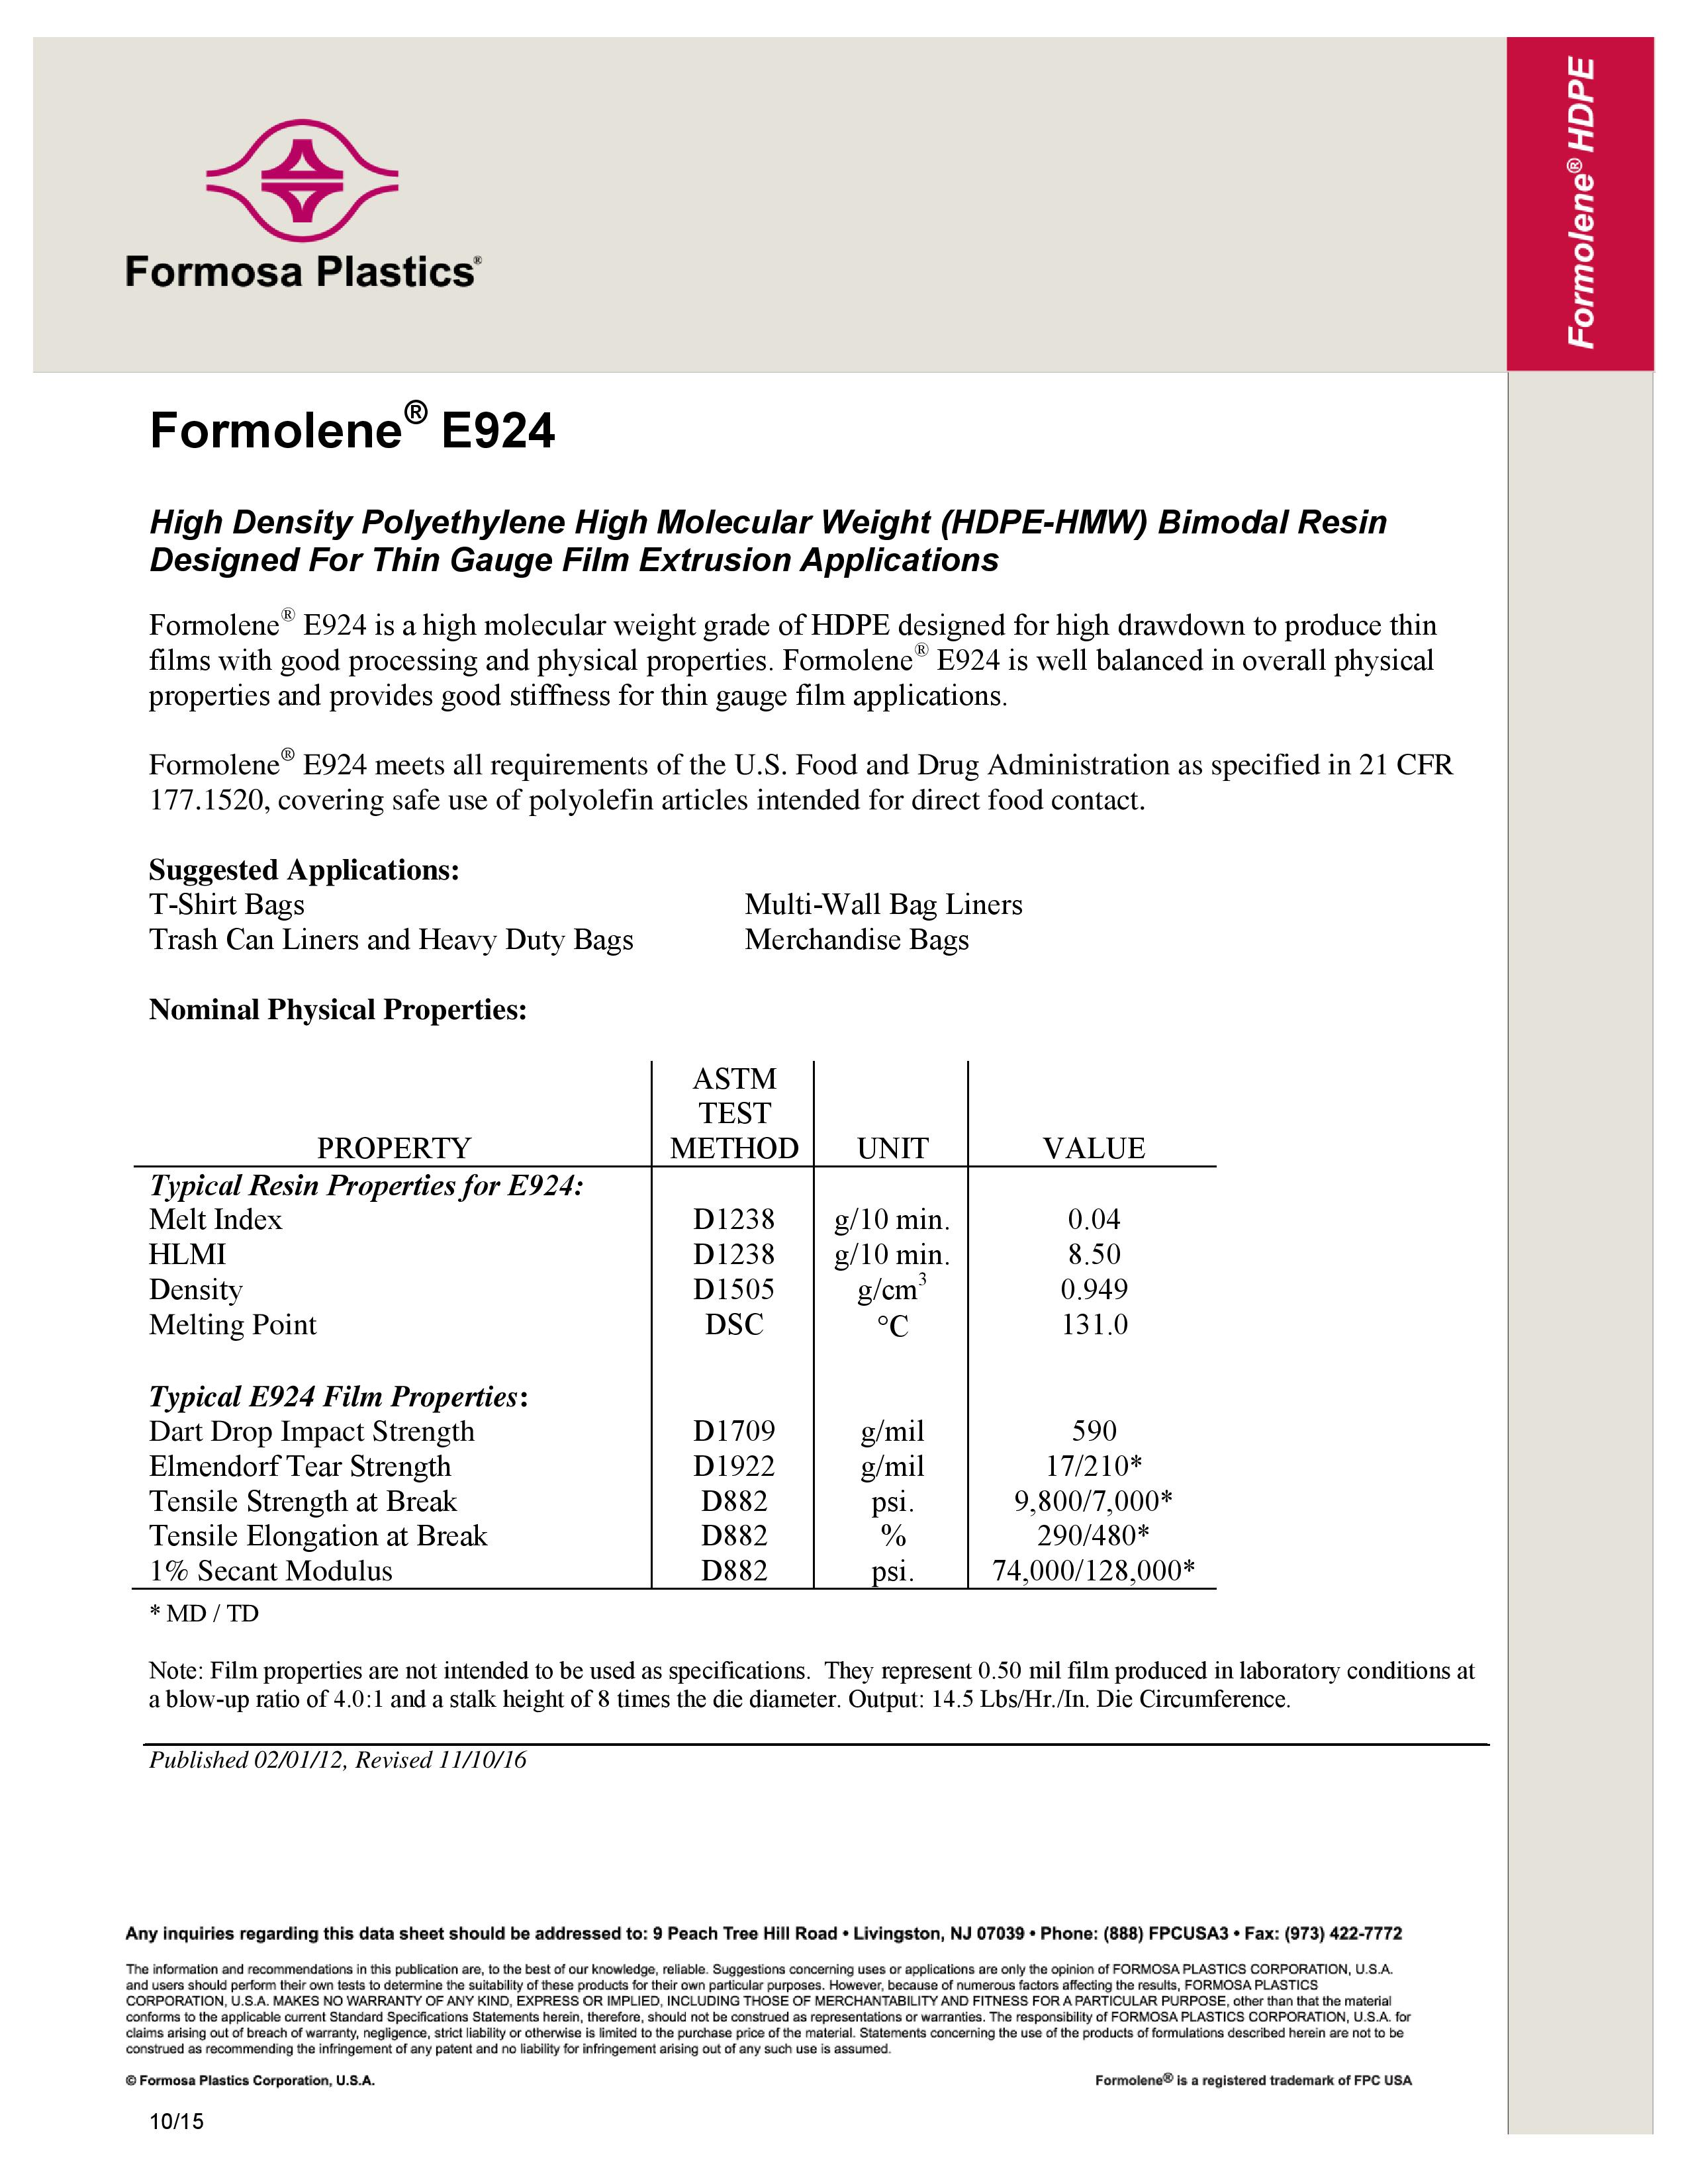 Formolene® HDPE
Formosa Plastics®
Formolene® E924
High Density Polyethylene High Molecular Weight (HDPE-HMW) Bimodal Resin
Designed For Thin Gauge Film Extrusion Applications
Formolene® E924 is a high molecular weight grade of HDPE designed for high drawdown to produce thin
films with good processing and physical properties. Formolene® E924 is well balanced in overall physical
properties and provides good stiffness for thin gauge film applications.
Formolene® E924 meets all requirements of the U.S. Food and Drug Administration as specified in 21 CFR
177.1520, covering safe use of polyolefin articles intended for direct food contact.
Suggested Applications:
T-Shirt Bags Multi-Wall Bag Liners
Trash Can Liners and Heavy Duty Bags Merchandise Bags
Nominal Physical Properties:
ASTM
TEST
PROPERTY METHOD UNIT VALUE
Typical Resin Properties for E924:
Melt Index D1238 g/10 min. 0.04
HLMI D1238 g/10 min. 8.50
Density D1505 g/cm³ 0.949
Melting Point DSC °C 131.0
Typical E924 Film Properties:
Dart Drop Impact Strength D1709 g/mil 590
Elmendorf Tear Strength D1922 g/mil 17/210*
Tensile Strength at Break D882 psi. 9,800/7,000*
Tensile Elongation at Break D882 % 290/480*
1% Secant Modulus D882 psi. 74,000/128,000*
* MD / TD
Note: Film properties are not intended to be used as specifications. They represent 0.50 mil film produced in laboratory conditions at
a blow-up ratio of 4.0:1 and a stalk height of 8 times the die diameter. Output: 14.5 Lbs/Hr./In. Die Circumference.
Published 02/01/12, Revised 11/10/16
Any inquiries regarding this data sheet should be addressed to: 9 Peach Tree Hill Road • Livingston, NJ 07039 • Phone: (888) FPCUSA3 • Fax: (973) 422-7772
The information and recommendations in this publication are, to the best of our knowledge, reliable. Suggestions concerning uses or applications are only the opinion of FORMOSA PLASTICS CORPORATION, U.S.A.
and users should perform their own tests to determine the suitability of these products for their own particular purposes. However, because of numerous factors affecting the results, FORMOSA PLASTICS
CORPORATION, U.S.A. MAKES NO WARRANTY OF ANY KIND, EXPRESS OR IMPLIED, INCLUDING THOSE OF MERCHANTABILITY AND FITNESS FOR A PARTICULAR PURPOSE, other than that the material
conforms to the applicable current Standard Specifications Statements herein, therefore, should not be construed as representations or warranties. The responsibility of FORMOSA PLASTICS CORPORATION, U.S.A. for
claims arising out of breach of warranty, negligence, strict liability or otherwise is limited to the purchase price of the material. Statements concerning the use of the products of formulations described herein are not to be
construed as recommending the infringement of any patent and no liability for infringement arising out of any such use is assumed.
© Formosa Plastics Corporation, U.S.A. Formolene® is a registered trademark of FPC USA
10/15